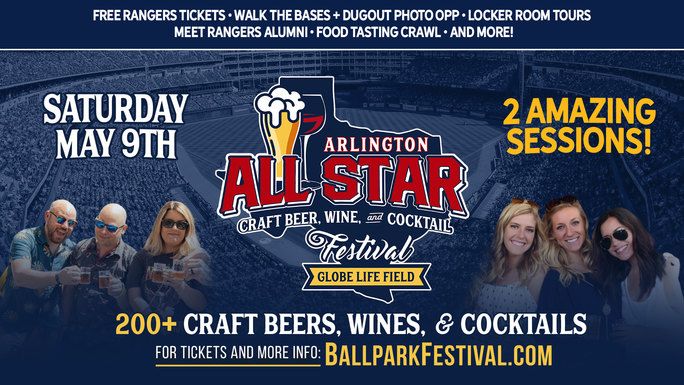 FREE RANGERS TICKETS • WALK THE BASES + DUGOUT PHOTO OPP • LOCKER ROOM TOURS
MEET RANGERS ALUMNI • FOOD TASTING CRAWL • AND MORE!
SATURDAY
MAY 9TH
ARLINGTON
ALL STAR
CRAFT BEER, WINE, and COCKTAIL
Festival
GLOBE LIFE FIELD
2 AMAZING
SESSIONS!
200+ CRAFT BEERS, WINES, & COCKTAILS
FOR TICKETS AND MORE INFO: BALLPARKFESTIVAL.COM